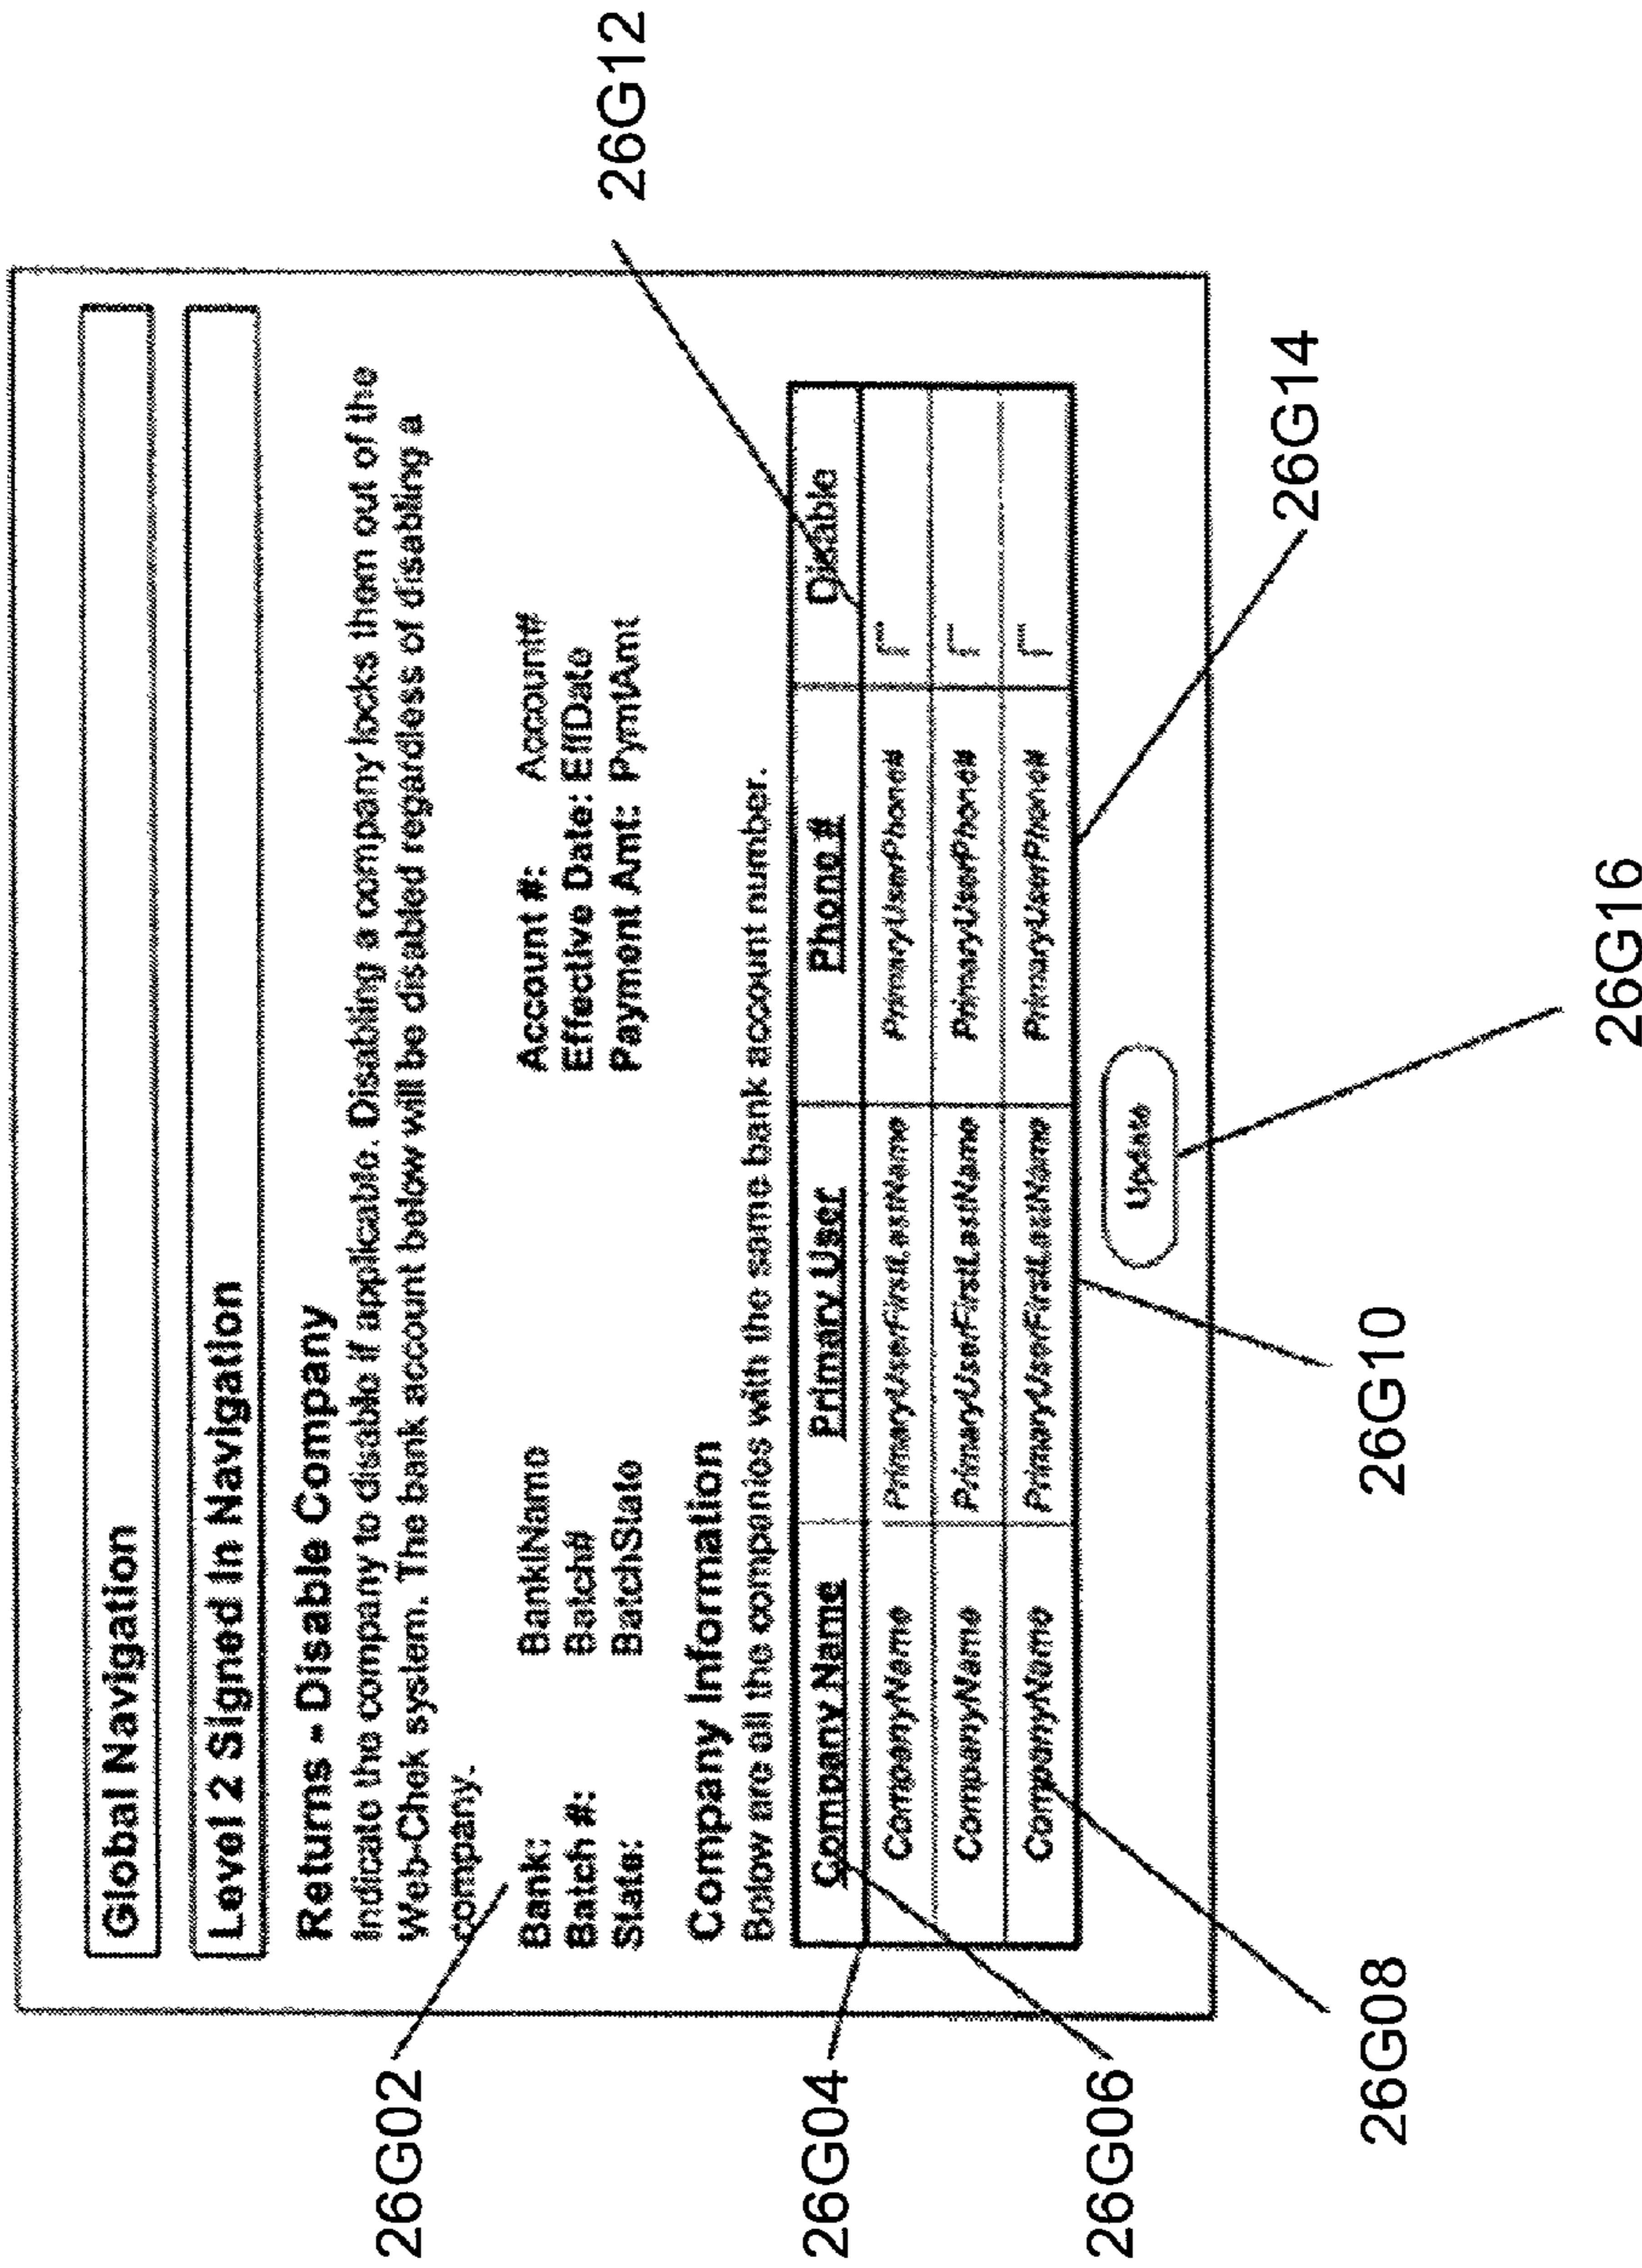 Global Navigation
Level 2 Signed In Navigation
Returns - Disable Company
Indicate the company to disable if applicable. Disabling a company locks them out of the
Web-Chek system. The bank account below will be disabled regardless of disabling a
company.
Bank: BanklName Account #: Account#
Batch #: Batch# Effective Date: EffDate
State: BatchState Payment Amt: PymtAmt
Company Information
Below are all the companies with the same bank account number.
Company Name Primary User Phone # Disable
CompanyName PrimaryUserFirstLastName PrimaryUserPhone#
CompanyName PrimaryUserFirstLastName PrimaryUserPhone#
CompanyName PrimaryUserFirstLastName PrimaryUserPhone#
Update
26G02
26G04
26G06
26G08
26G10
26G12
26G14
26G16